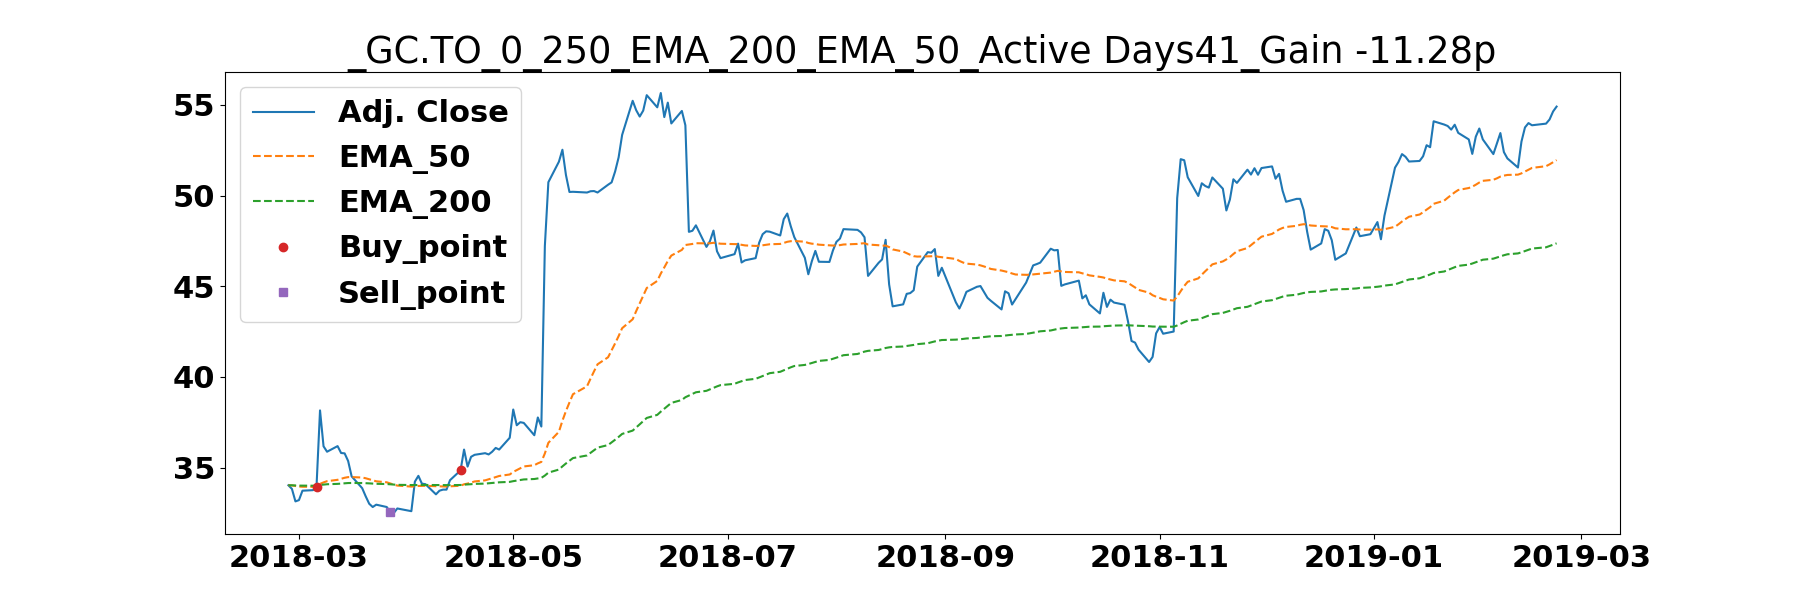 _GC.TO_0_250_EMA_200_EMA_50_Active Days41_Gain -11.28p
55
50
45
40
35
Adj. Close
EMA_50
EMA_200
Buy_point
Sell_point
2018-03 2018-05 2018-07 2018-09 2018-11 2019-01 2019-03